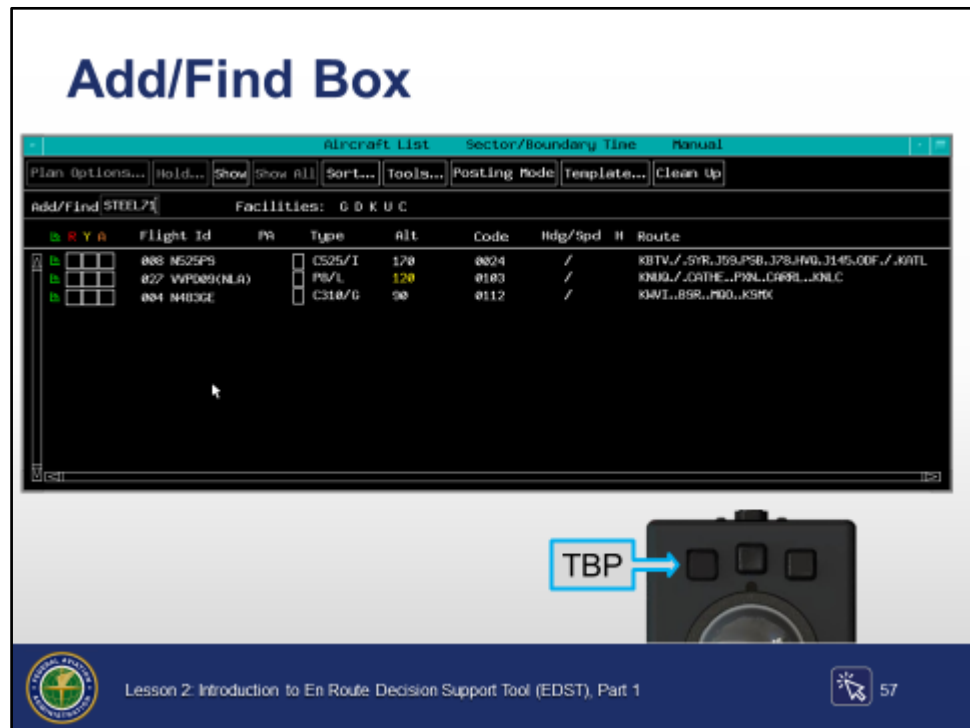 Add/Find Box
Aircraft List Sector/Boundary Time Manual
Plan Options... Hold... Show Show All Sort... Tools... Posting Mode Template... Clean Up
Add/Find STEEL71 Facilities: G D K U C
R Y A Flight Id PA Type Alt Code Hdg/Spd H Route
008 N525PS C525/I 170 0024 / KBTV./.SYR.J59.PSB.J78.HVQ.J145.ODF./.KATL
027 VVPD09(NLA) P8/L 120 0103 / KNUQ./.CATHE..PXN..CARRL..KNLC
004 N483GE C310/G 90 0112 / KWVI..BSR..MQO..KSMX
TBP
FEDERAL AVIATION ADMINISTRATION
Lesson 2: Introduction to En Route Decision Support Tool (EDST), Part 1
57